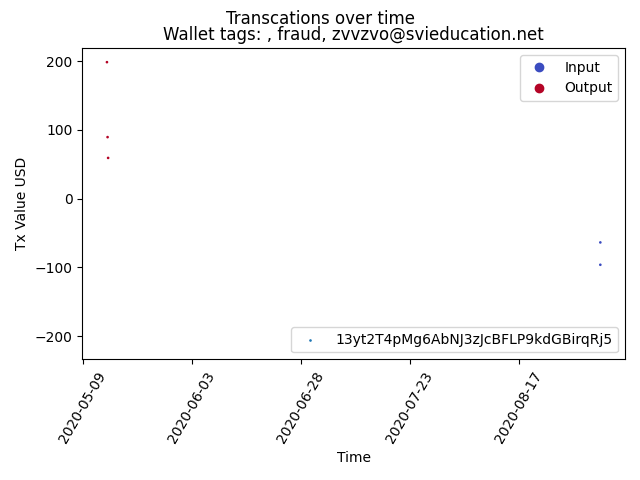 Transcations over time
Wallet tags: , fraud, zvvzvo@svieducation.net
Tx Value USD
200
100
0
−100
−200
Input
Output
13yt2T4pMg6AbNJ3zJcBFLP9kdGBirqRj5
2020-05-09
2020-06-03
2020-06-28
2020-07-23
2020-08-17
Time